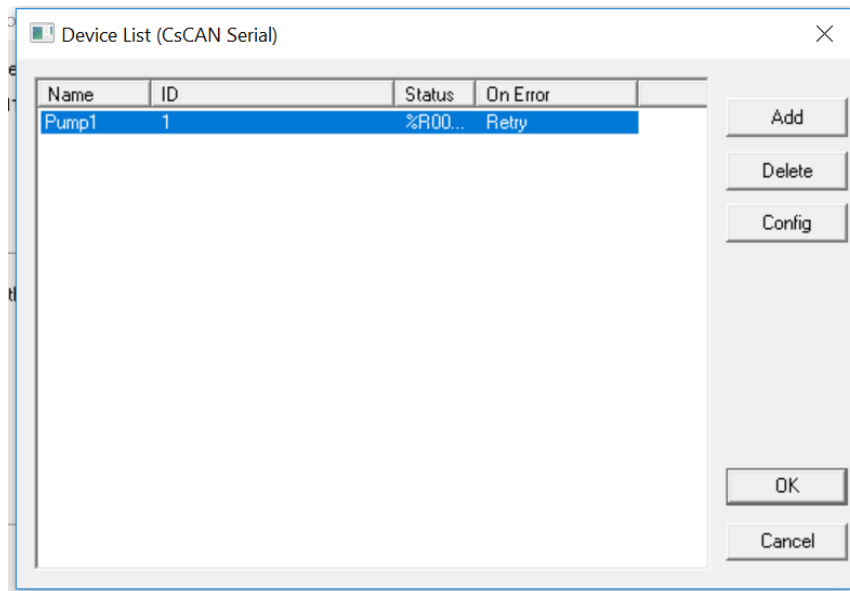 Device List (CsCAN Serial)
Name ID Status On Error
Pump1 1 %R00... Retry
Add
Delete
Config
OK
Cancel